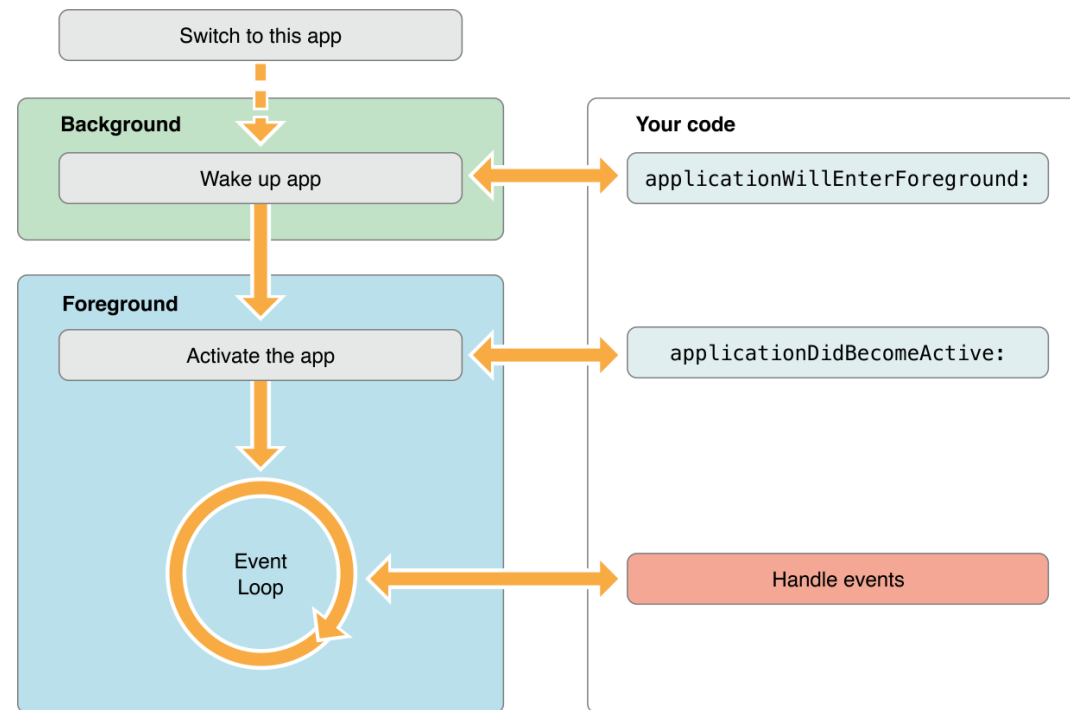 Switch to this app
Background
Your code
Wake up app
applicationWillEnterForeground:
Foreground
Activate the app
applicationDidBecomeActive:
Event
Loop
Handle events